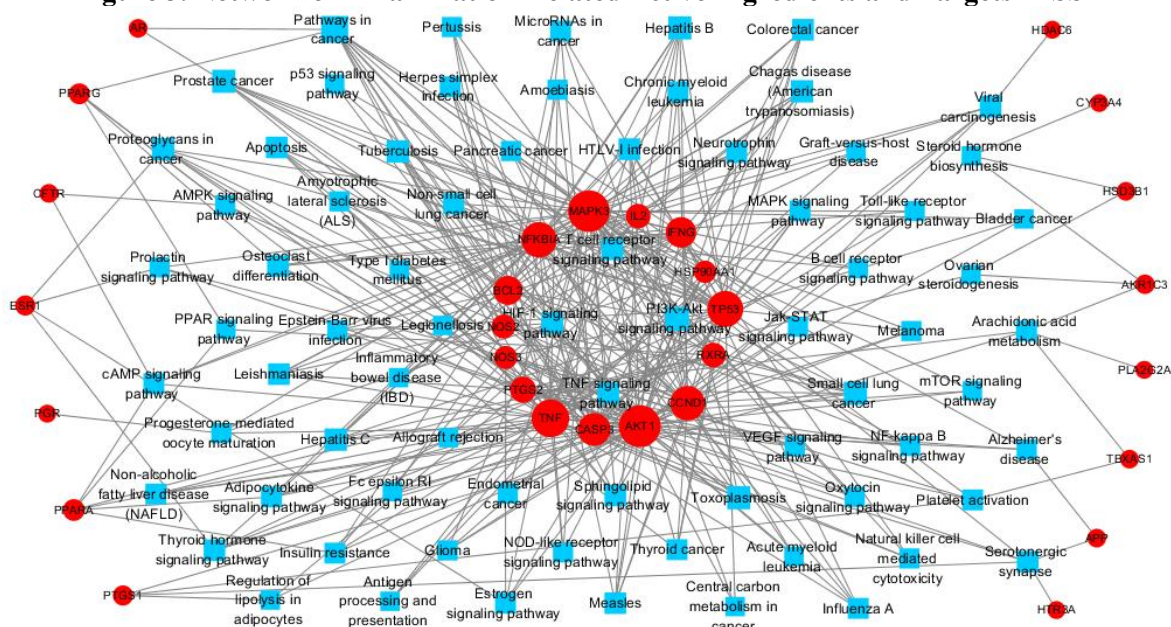 Pathways in
cancer
Pertussis
MicroRNAs in
cancer
Hepatitis B
Colorectal cancer
AR
HDAC6
PPARG
Prostate cancer
p53 signaling
pathway
Herpes simplex
infection
Amoebiasis
Chronic myeloid
leukemia
Chagas disease
(American
trypanosomiasis)
Viral
carcinogenesis
CYP3A4
Proteoglycans in
cancer
Apoptosis
Tuberculosis
Pancreatic cancer
HTLV-I infection
Neurotrophin
signaling pathway
Graft-versus-host
disease
Steroid hormone
biosynthesis
CFTR
AMPK signaling
pathway
Amyotrophic
lateral sclerosis
(ALS)
Non-small cell
lung cancer
MAPK3
IL2
IFNG
MAPK signaling
pathway
Toll-like receptor
signaling pathway
Bladder cancer
HSD3B1
NFKBIA
T cell receptor
signaling pathway
Prolactin
signaling pathway
Osteoclast
differentiation
Type I diabetes
mellitus
HSP90AA1
B cell receptor
signaling pathway
Ovarian
steroidogenesis
AKR1C3
ESR1
BCL2
TP53
PPAR signaling
pathway
Epstein-Barr virus
infection
Legionellosis
NOS2
HIF-1 signaling
pathway
PI3K-Akt
signaling pathway
Jak-STAT
signaling pathway
Melanoma
Arachidonic acid
metabolism
cAMP signaling
pathway
Leishmaniasis
Inflammatory
bowel disease
(IBD)
NOS3
RXRA
PTGS2
TNF signaling
pathway
Small cell lung
cancer
mTOR signaling
pathway
PLA2G2A
PGR
Progesterone-mediated
oocyte maturation
Hepatitis C
Allograft rejection
TNF
CASP3
AKT1
CCND1
VEGF signaling
pathway
NF-kappa B
signaling pathway
Alzheimer's
disease
TBXAS1
PPARA
Non-alcoholic
fatty liver disease
(NAFLD)
Adipocytokine
signaling pathway
Fc epsilon RI
signaling pathway
Endometrial
cancer
Sphingolipid
signaling pathway
Toxoplasmosis
Oxytocin
signaling pathway
Platelet activation
APP
Thyroid hormone
signaling pathway
Insulin resistance
Glioma
NOD-like receptor
signaling pathway
Thyroid cancer
Acute myeloid
leukemia
Natural killer cell
mediated
cytotoxicity
Serotonergic
synapse
PTGS1
Regulation of
lipolysis in
adipocytes
Antigen
processing and
presentation
Estrogen
signaling pathway
Measles
Central carbon
metabolism in
cancer
Influenza A
HTR3A